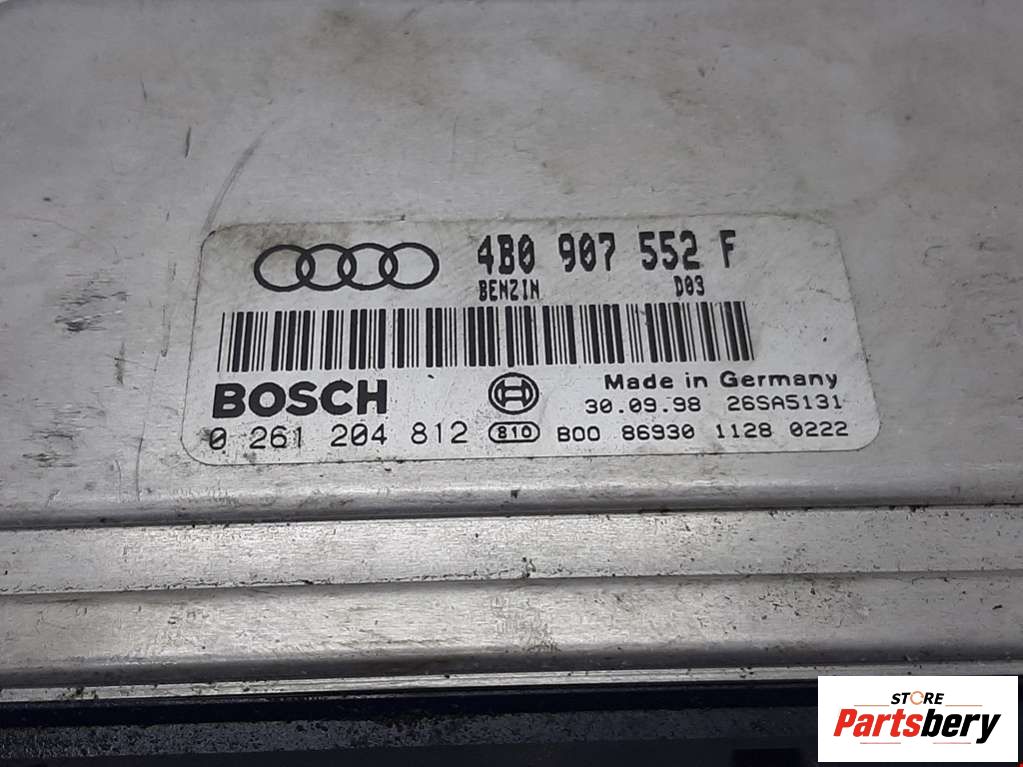 4B0 907 552 F
BENZIN D03
BOSCH
Made in Germany
30.09.98 26SA5131
0 261 204 812 810 B00 86930 1128 0222
STORE
Partsbery